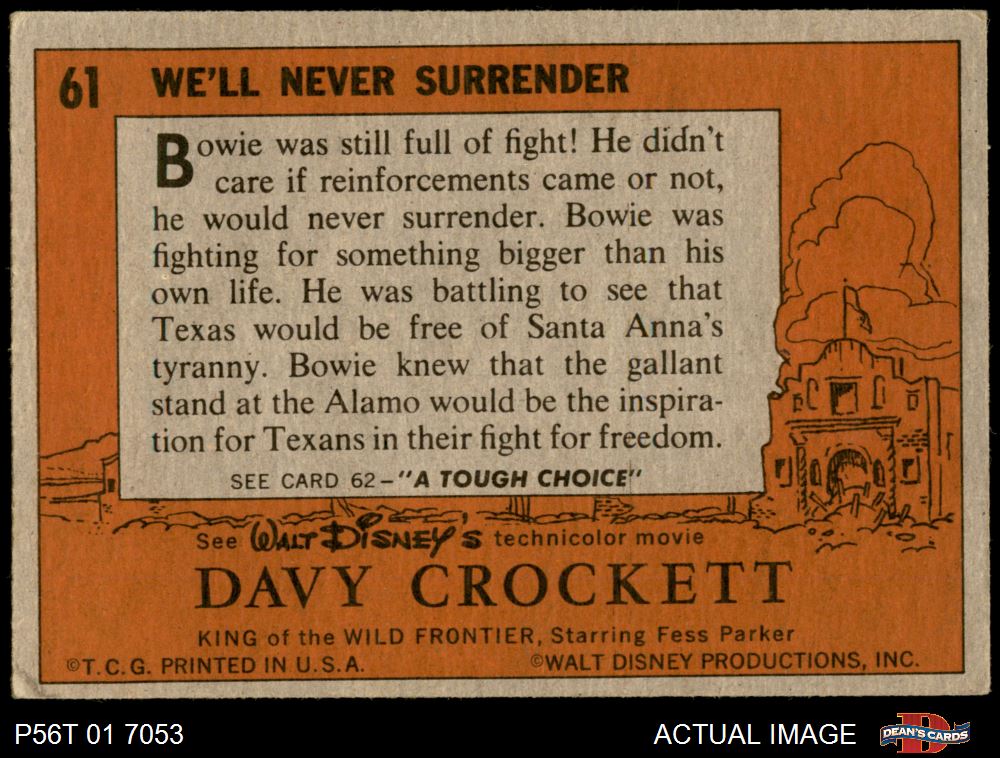 61 WE'LL NEVER SURRENDER
Bowie was still full of fight! He didn't
care if reinforcements came or not,
he would never surrender. Bowie was
fighting for something bigger than his
own life. He was battling to see that
Texas would be free of Santa Anna's
tyranny. Bowie knew that the gallant
stand at the Alamo would be the inspira-
tion for Texans in their fight for freedom.
SEE CARD 62-"A TOUGH CHOICE"
See WALT DISNEY'S technicolor movie
DAVY CROCKETT
KING of the WILD FRONTIER, Starring Fess Parker
©T.C.G. PRINTED IN U.S.A. ©WALT DISNEY PRODUCTIONS, INC.
P56T 01 7053 ACTUAL IMAGE DEAN'S CARDS